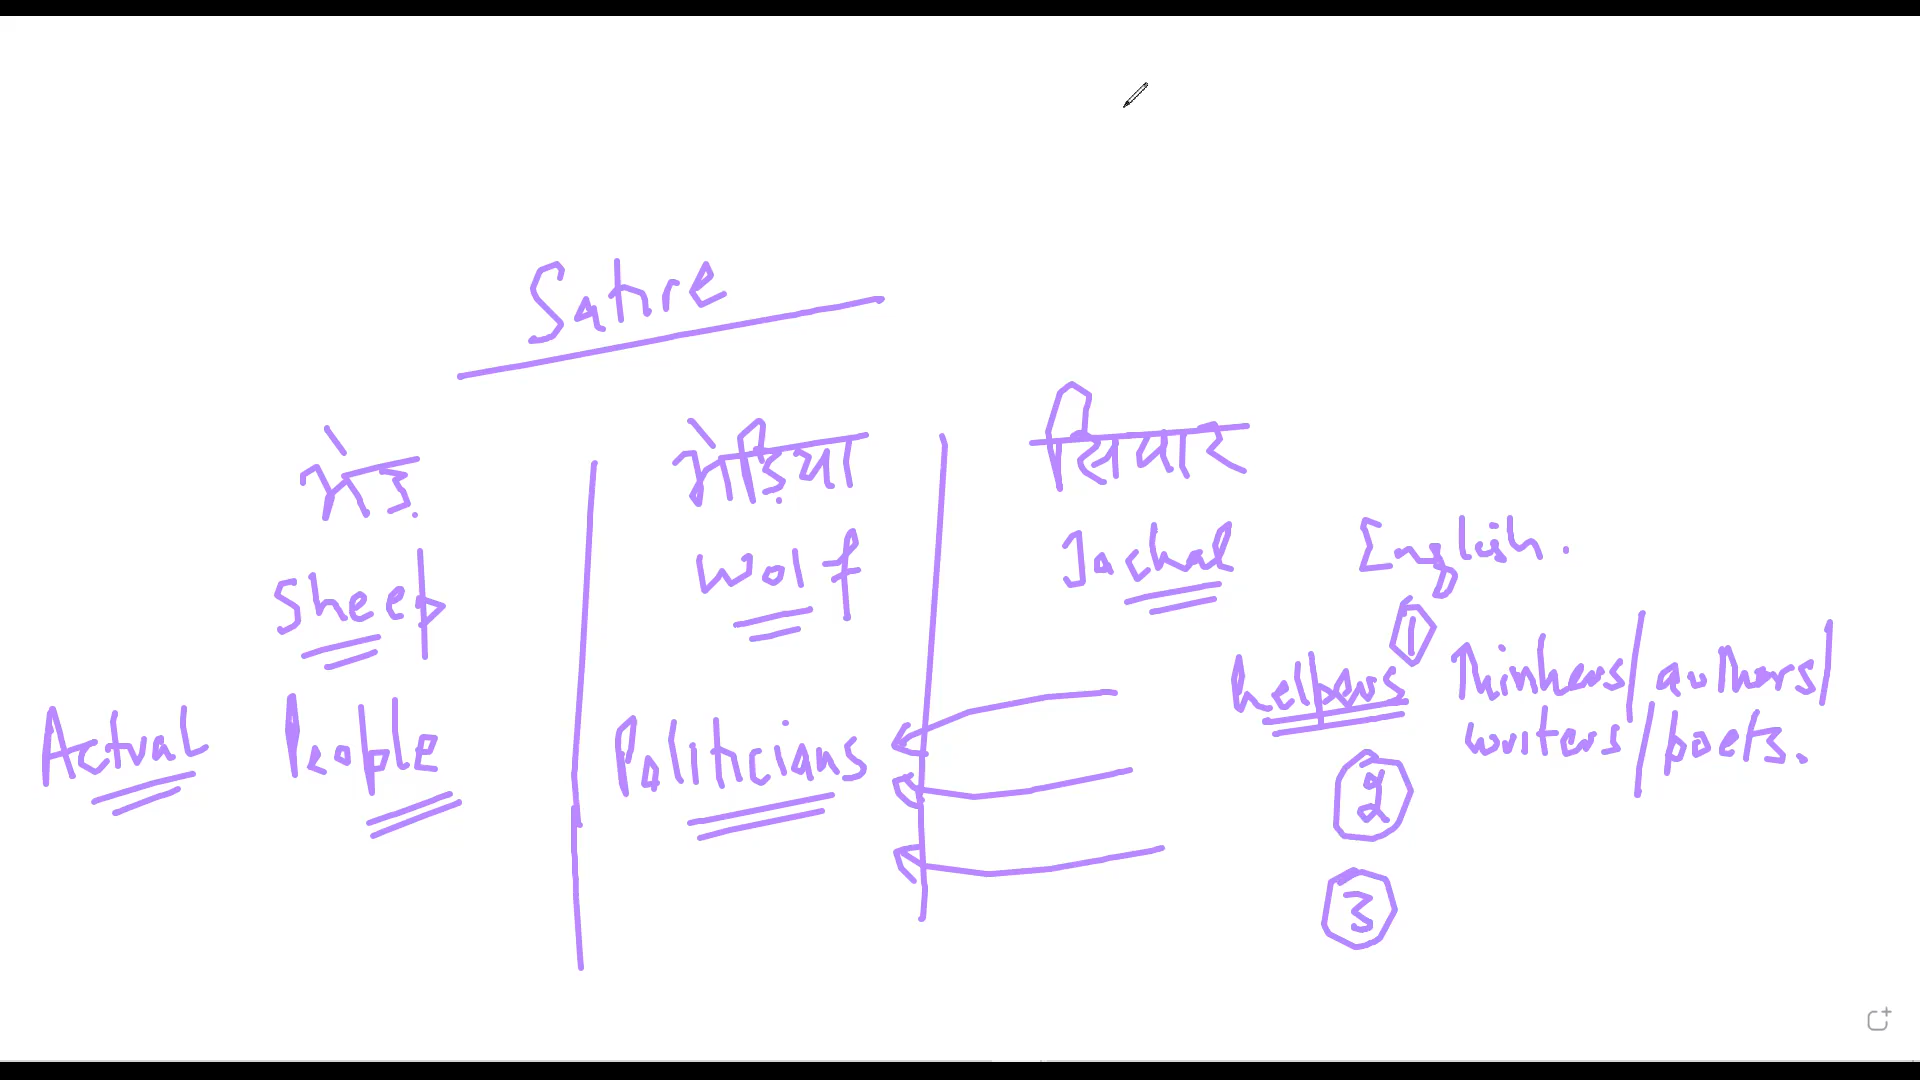 Satire
भेड़ भेड़िया सियार
Sheep Wolf Jackal English.
Actual People Politicians helpers ① Thinkers/authors/
writers/poets.
②
③